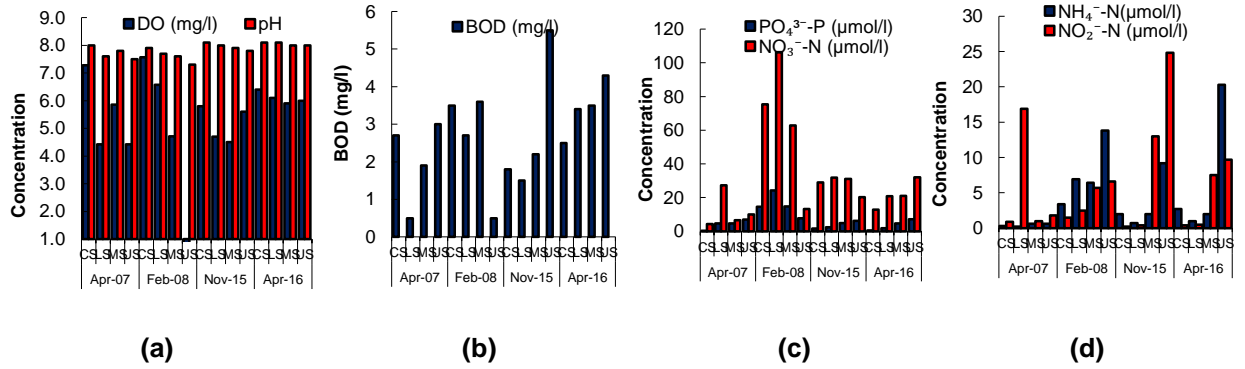 DO (mg/l) pH
Concentration
9.0
8.0
7.0
6.0
5.0
4.0
3.0
2.0
1.0
CS LS MS US CS LS MS US CS LS MS US CS LS MS US
Apr-07 Feb-08 Nov-15 Apr-16
(a)
BOD (mg/l)
BOD (mg/l)
6
5
4
3
2
1
0
CS LS MS US CS LS MS US CS LS MS US CS LS MS US
Apr-07 Feb-08 Nov-15 Apr-16
(b)
PO₄³⁻-P (µmol/l)
NO₃⁻-N (µmol/l)
Concentration
120
100
80
60
40
20
0
CS LS MS US CS LS MS US CS LS MS US CS LS MS US
Apr-07 Feb-08 Nov-15 Apr-16
(c)
NH₄⁻-N(µmol/l)
NO₂⁻-N (µmol/l)
Concentration
30
25
20
15
10
5
0
CS LS MS US CS LS MS US CS LS MS US CS LS MS US
Apr-07 Feb-08 Nov-15 Apr-16
(d)